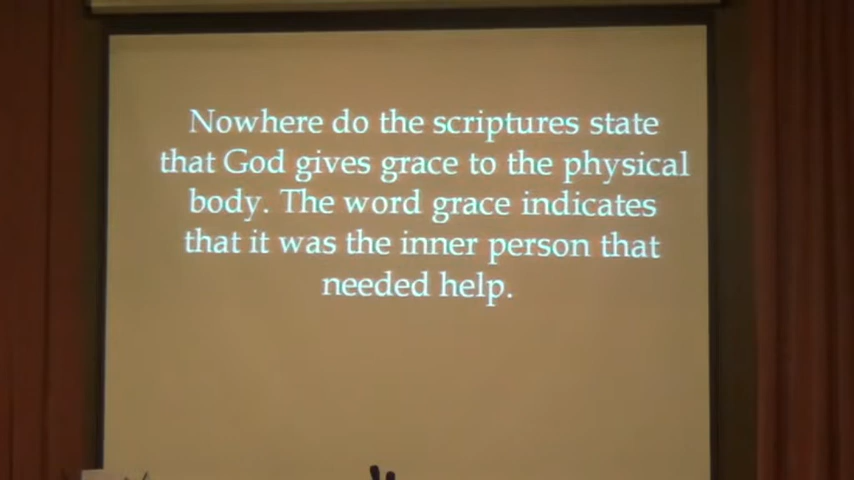 Nowhere do the scriptures state
that God gives grace to the physical
body. The word grace indicates
that it was the inner person that
needed help.